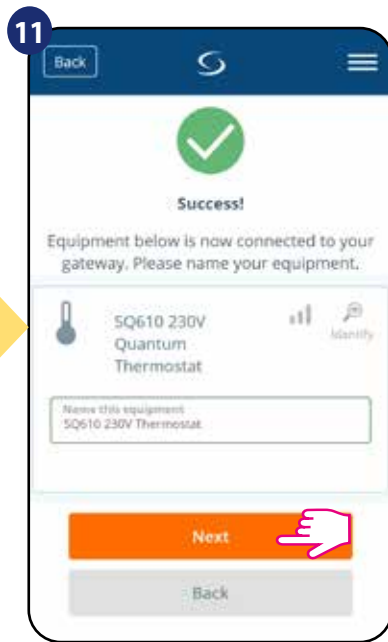 11
Back
Success!
Equipment below is now connected to your
gateway. Please name your equipment.
SQ610 230V
Quantum
Thermostat
Identify
Name this equipment
SQ610 230V Thermostat
Next
Back